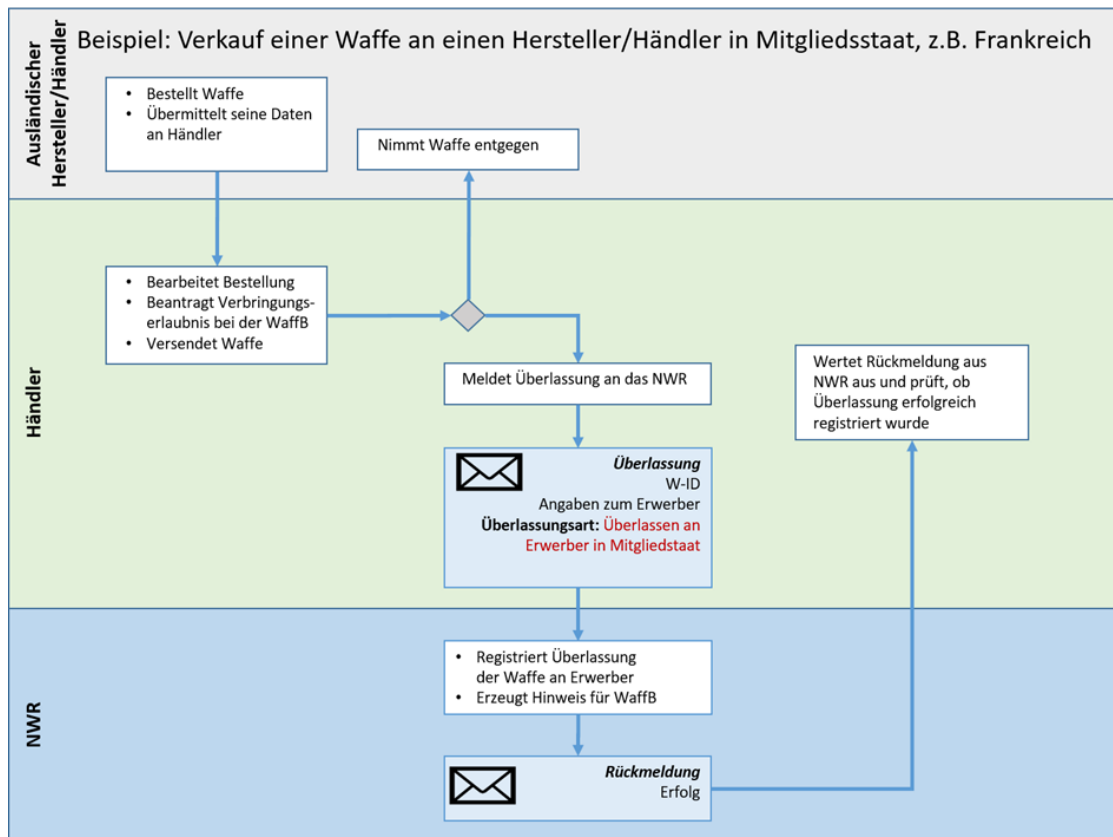 Beispiel: Verkauf einer Waffe an einen Hersteller/Händler in Mitgliedsstaat, z.B. Frankreich
Ausländischer
Hersteller/Händler
• Bestellt Waffe
• Übermittelt seine Daten
an Händler
Nimmt Waffe entgegen
Händler
• Bearbeitet Bestellung
• Beantragt Verbringungs-
erlaubnis bei der WaffB
• Versendet Waffe
Meldet Überlassung an das NWR
Wertet Rückmeldung aus
NWR aus und prüft, ob
Überlassung erfolgreich
registriert wurde
Überlassung
W-ID
Angaben zum Erwerber
Überlassungsart: Überlassen an
Erwerber in Mitgliedstaat
NWR
• Registriert Überlassung
der Waffe an Erwerber
• Erzeugt Hinweis für WaffB
Rückmeldung
Erfolg